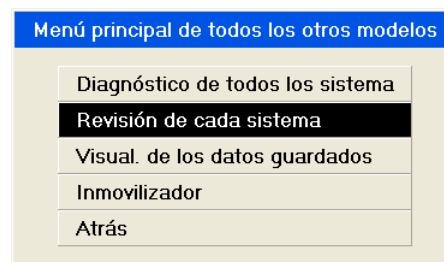 Menú principal de todos los otros modelos
Diagnóstico de todos los sistema
Revisión de cada sistema
Visual. de los datos guardados
Inmovilizador
Atrás